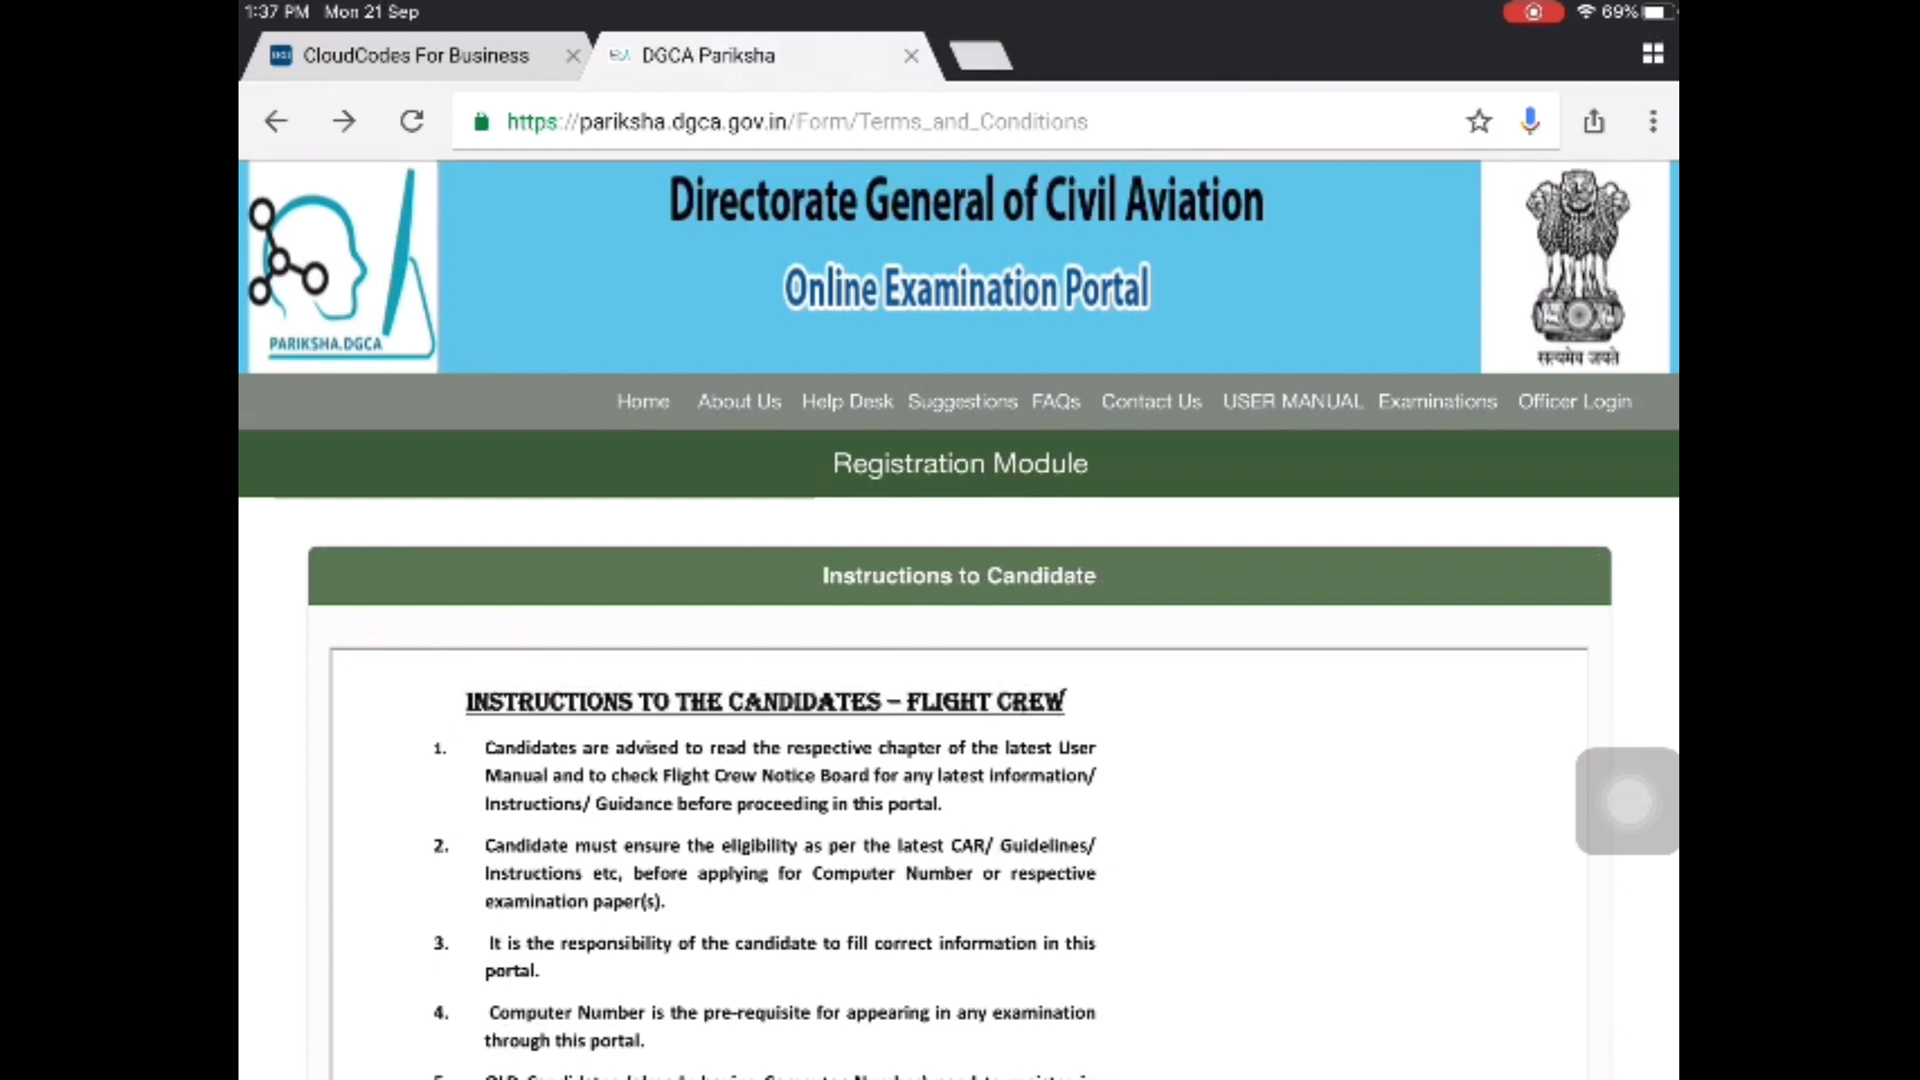 1:37 PM Mon 21 Sep
69%
CloudCodes For Business
DGCA Pariksha
https://pariksha.dgca.gov.in/Form/Terms_and_Conditions
Directorate General of Civil Aviation
Online Examination Portal
PARIKSHA.DGCA
सत्यमेव जयते
Home About Us Help Desk Suggestions FAQs Contact Us USER MANUAL Examinations Officer Login
Registration Module
Instructions to Candidate
INSTRUCTIONS TO THE CANDIDATES – FLIGHT CREW
1. Candidates are advised to read the respective chapter of the latest User
Manual and to check Flight Crew Notice Board for any latest information/
Instructions/ Guidance before proceeding in this portal.
2. Candidate must ensure the eligibility as per the latest CAR/ Guidelines/
Instructions etc, before applying for Computer Number or respective
examination paper(s).
3. It is the responsibility of the candidate to fill correct information in this
portal.
4. Computer Number is the pre-requisite for appearing in any examination
through this portal.